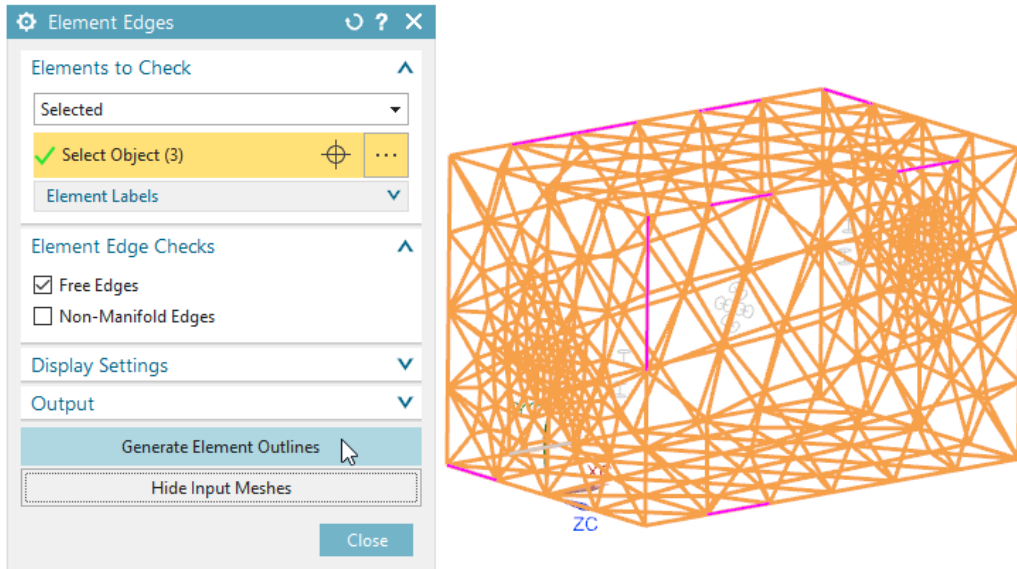 Element Edges
Elements to Check
Selected
Select Object (3)
Element Labels
Element Edge Checks
Free Edges
Non-Manifold Edges
Display Settings
Output
Generate Element Outlines
Hide Input Meshes
Close
ZC